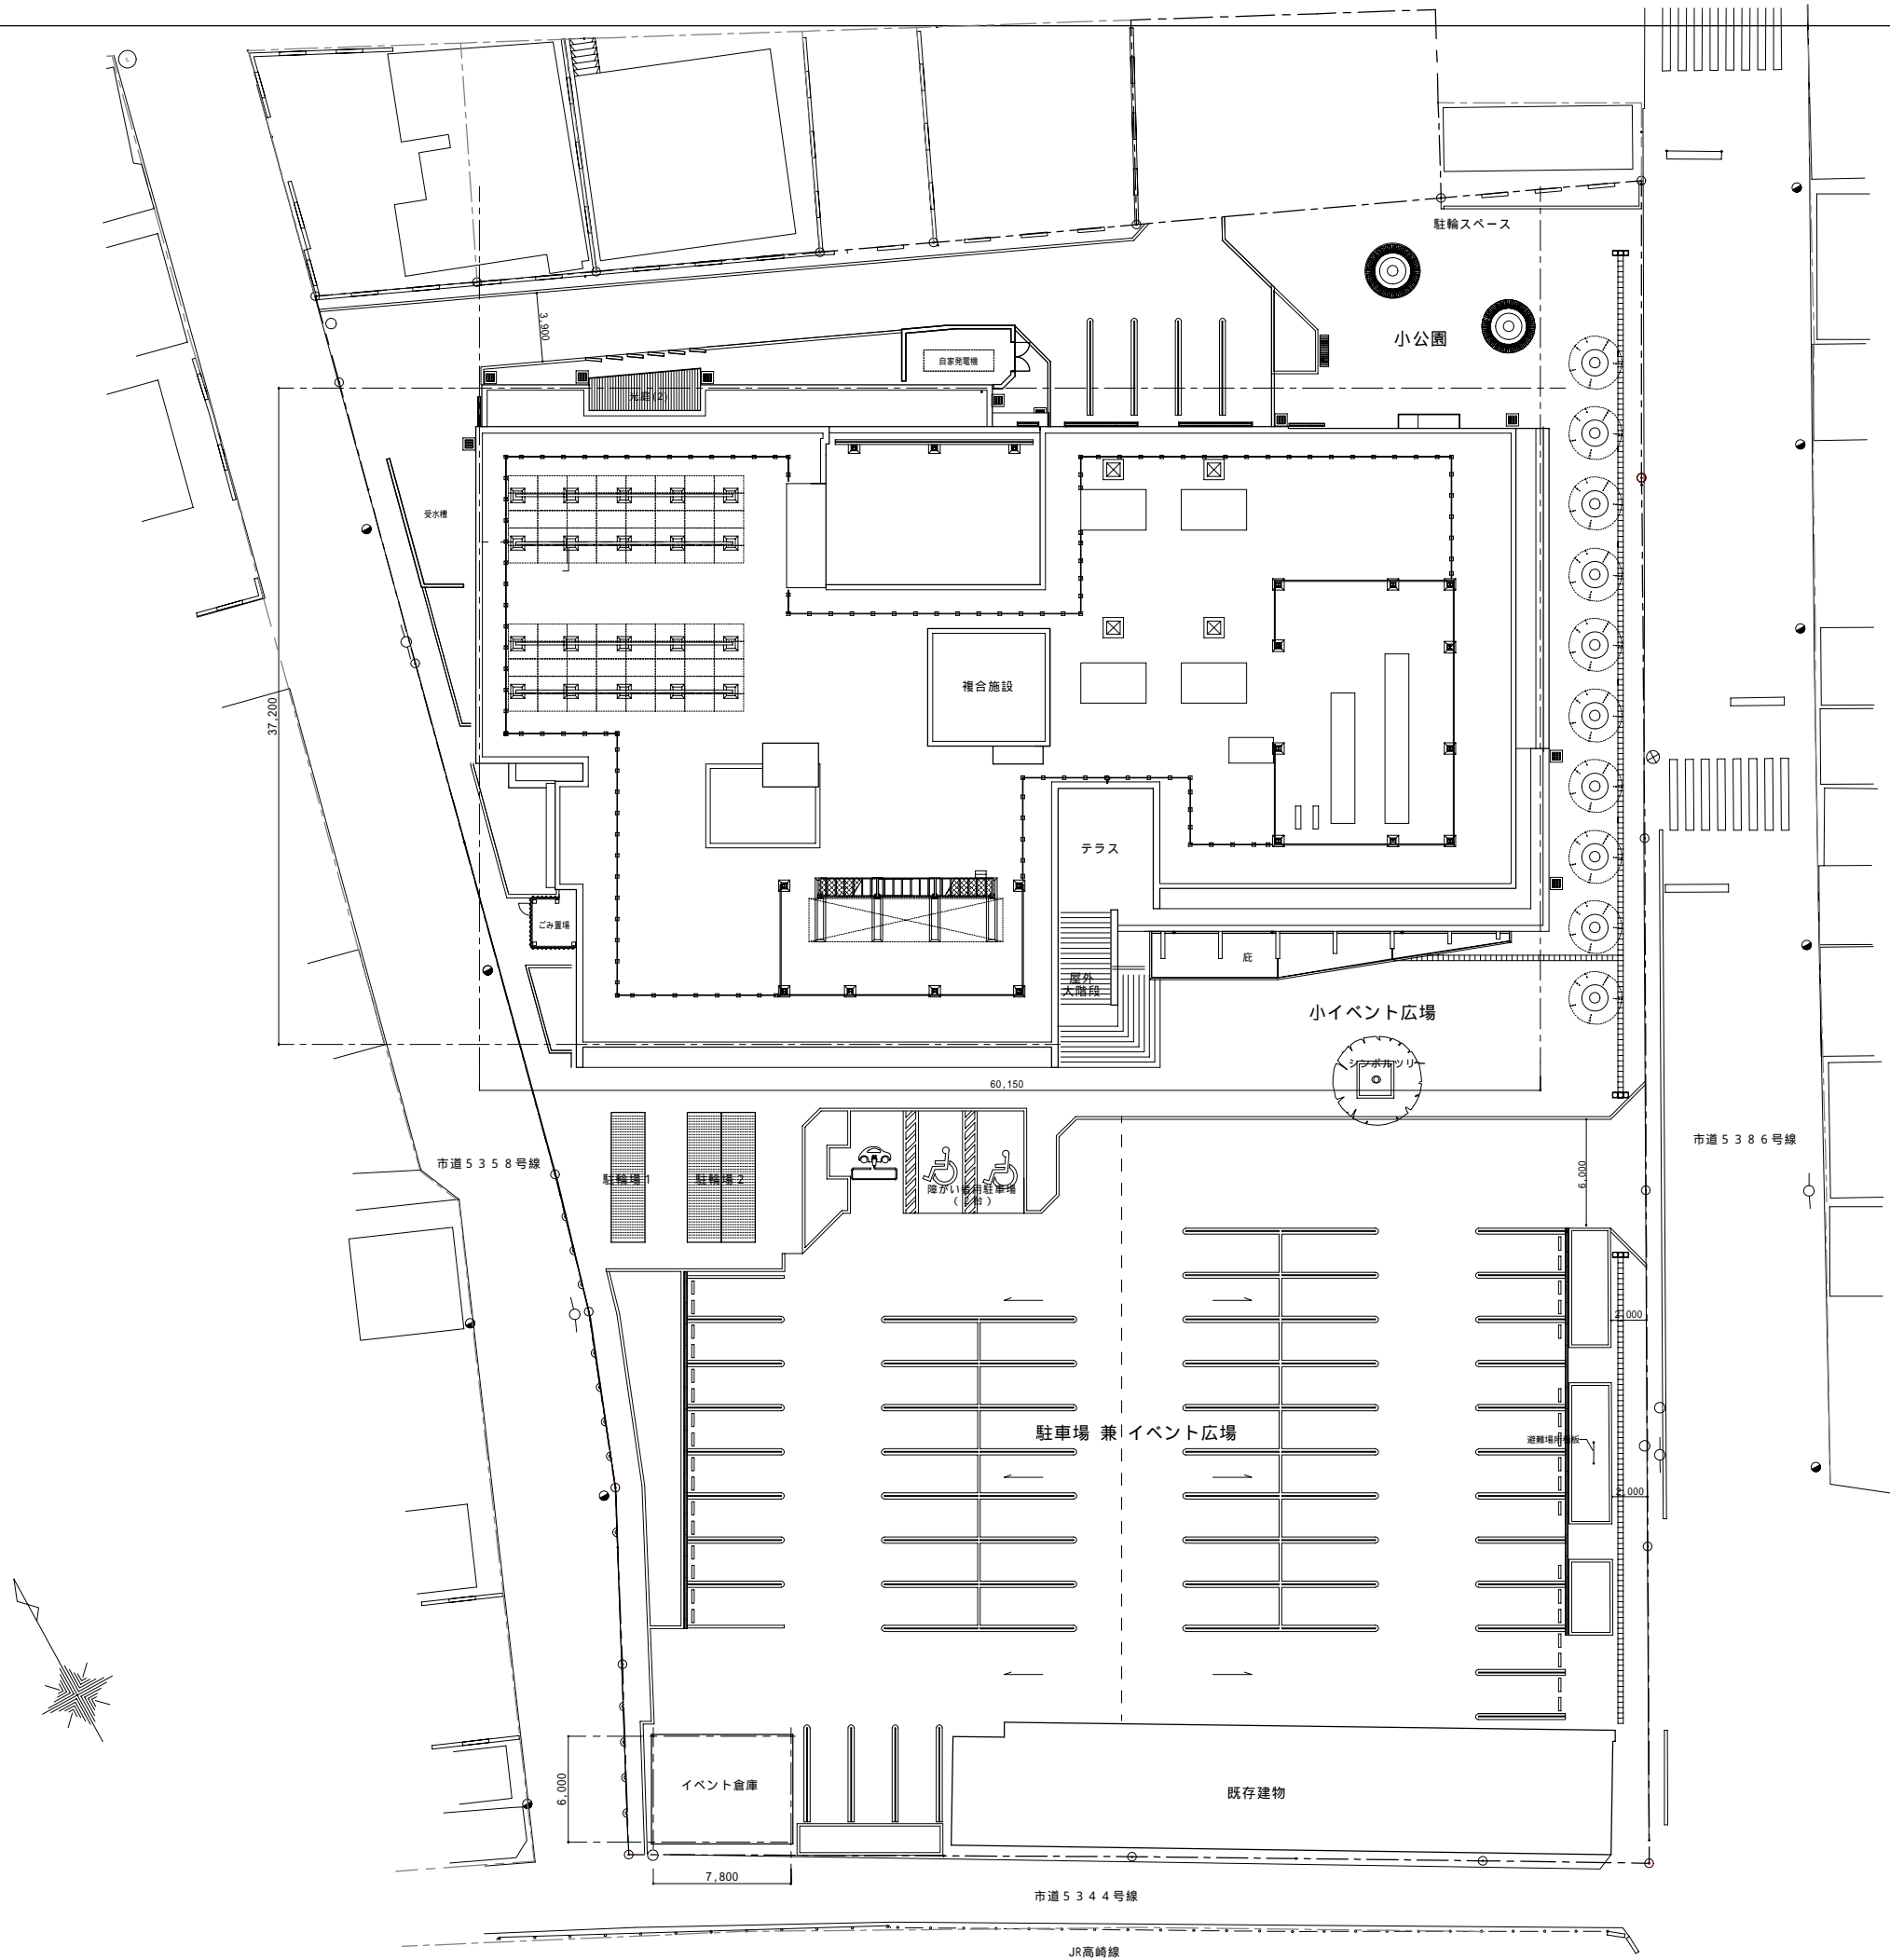 駐輪スペース
小公園
3,900
自家発電機
光庭(2)
受水槽
37,200
複合施設
テラス
ごみ置場
庇
屋外
大階段
小イベント広場
シンボルツリー
60,150
市道5386号線
市道5358号線
駐輪場1
駐輪場2
障がい者用駐車場
6,000
2,000
駐車場 兼 イベント広場
2,000
イベント倉庫
既存建物
6,000
7,800
市道5344号線
JR高崎線